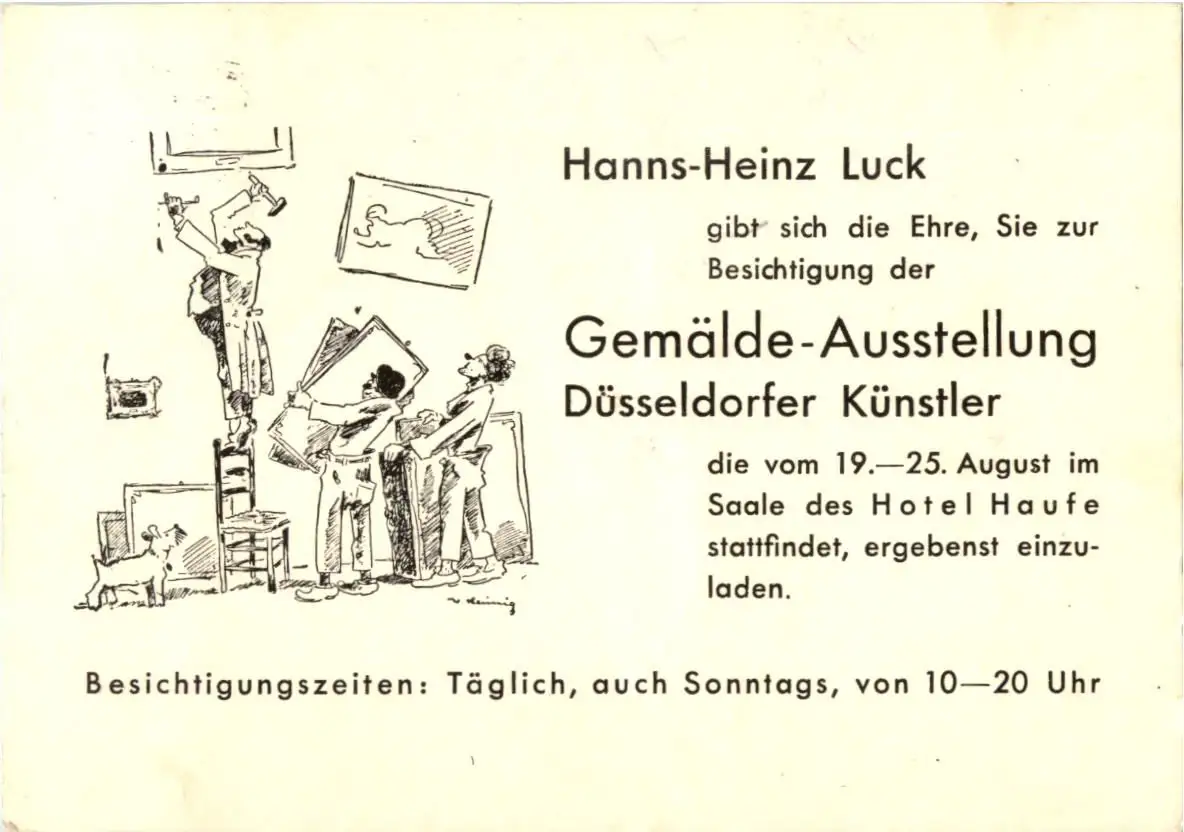 Hanns-Heinz Luck
gibt sich die Ehre, Sie zur
Besichtigung der
Gemälde-Ausstellung
Düsseldorfer Künstler
die vom 19.—25. August im
Saale des Hotel Haufe
stattfindet, ergebenst einzu-
laden.
Besichtigungszeiten: Täglich, auch Sonntags, von 10—20 Uhr